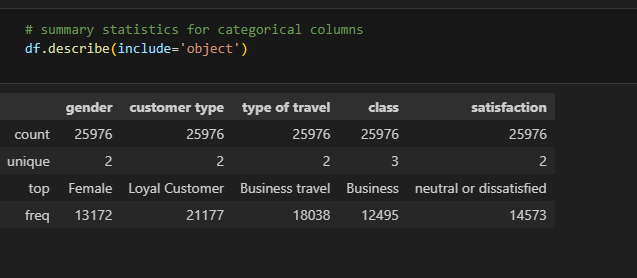 # summary statistics for categorical columns
df.describe(include='object')
gender customer type type of travel class satisfaction
count 25976 25976 25976 25976 25976
unique 2 2 2 3 2
top Female Loyal Customer Business travel Business neutral or dissatisfied
freq 13172 21177 18038 12495 14573